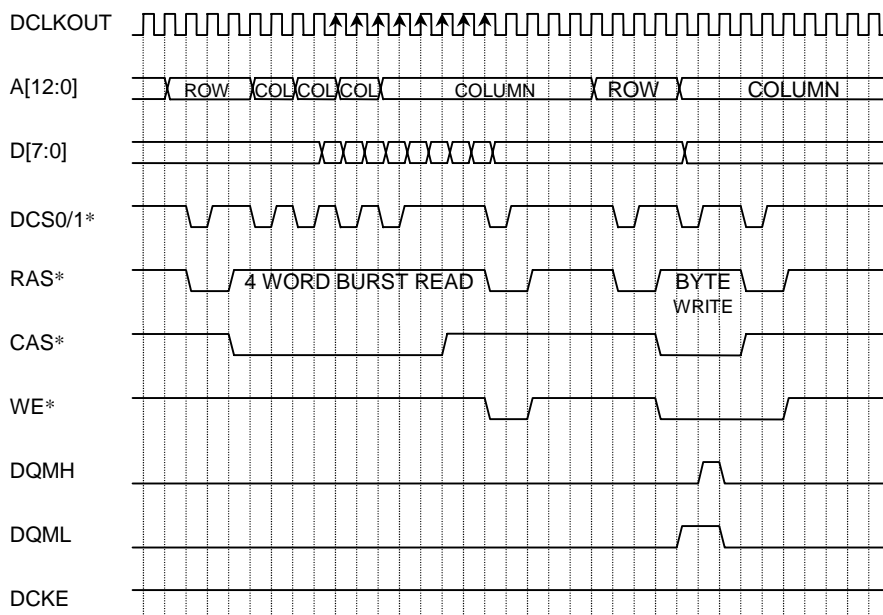 DCLKOUT
A[12:0]
ROW COL COL COL COLUMN ROW COLUMN
D[7:0]
DCS0/1*
RAS*
4 WORD BURST READ
BYTE
WRITE
CAS*
WE*
DQMH
DQML
DCKE